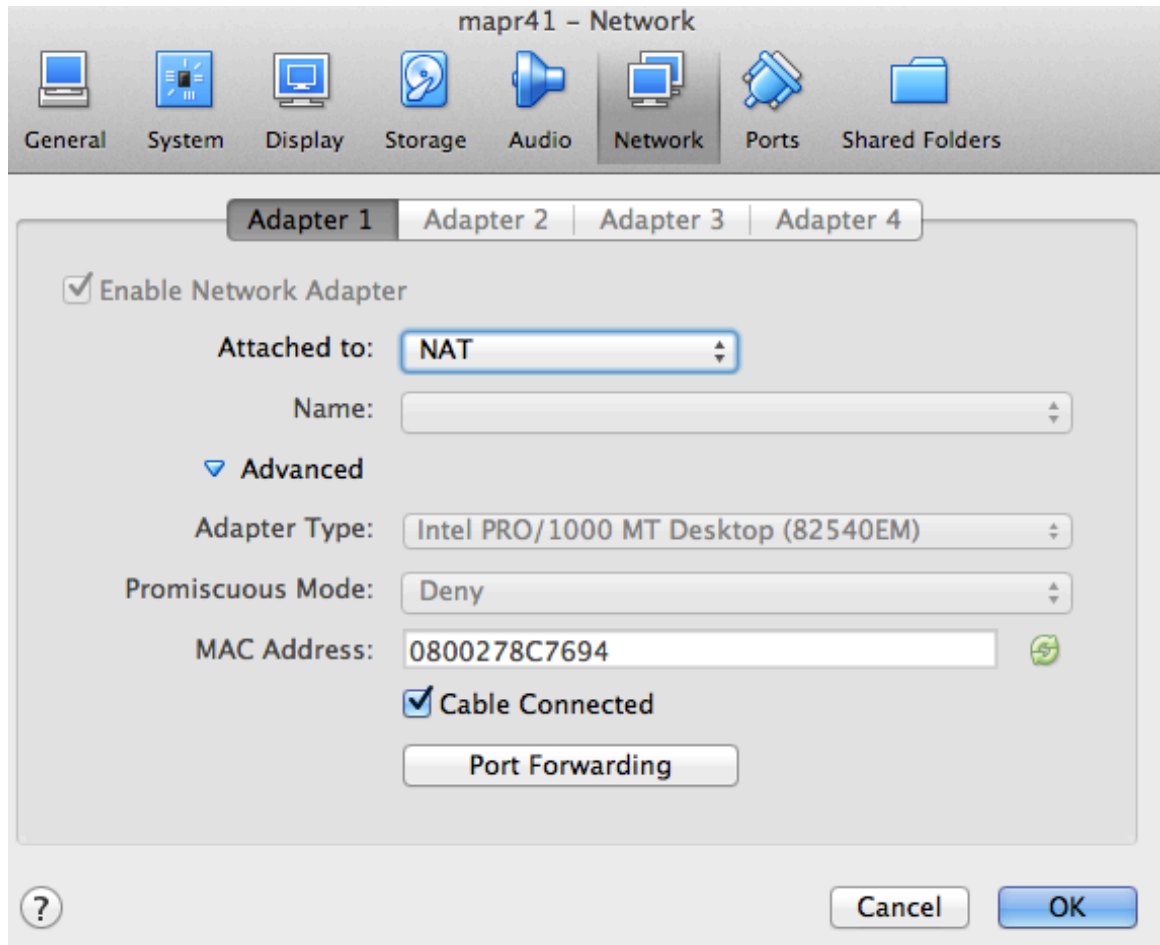 mapr41 – Network
General System Display Storage Audio Network Ports Shared Folders
Adapter 1 Adapter 2 Adapter 3 Adapter 4
Enable Network Adapter
Attached to: NAT
Name:
Advanced
Adapter Type: Intel PRO/1000 MT Desktop (82540EM)
Promiscuous Mode: Deny
MAC Address: 0800278C7694
Cable Connected
Port Forwarding
? Cancel OK